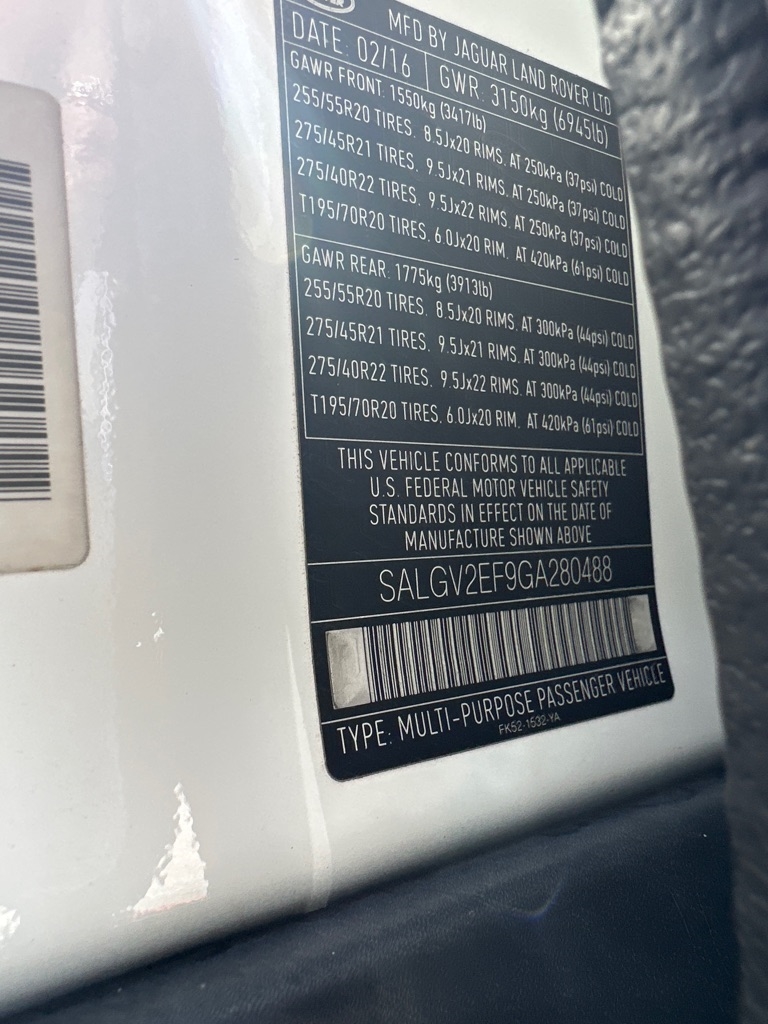 MFD BY JAGUAR LAND ROVER LTD
DATE: 02/16 GWR: 3150kg (6945lb)
GAWR FRONT: 1550kg (3417lb)
255/55R20 TIRES. 8.5Jx20 RIMS. AT 250kPa (37psi) COLD
275/45R21 TIRES. 9.5Jx21 RIMS. AT 250kPa (37psi) COLD
275/40R22 TIRES. 9.5Jx22 RIMS. AT 250kPa (37psi) COLD
T195/70R20 TIRES. 6.0Jx20 RIM. AT 420kPa (61psi) COLD
GAWR REAR: 1775kg (3913lb)
255/55R20 TIRES. 8.5Jx20 RIMS. AT 300kPa (44psi) COLD
275/45R21 TIRES. 9.5Jx21 RIMS. AT 300kPa (44psi) COLD
275/40R22 TIRES. 9.5Jx22 RIMS. AT 300kPa (44psi) COLD
T195/70R20 TIRES. 6.0Jx20 RIM. AT 420kPa (61psi) COLD
THIS VEHICLE CONFORMS TO ALL APPLICABLE
U.S. FEDERAL MOTOR VEHICLE SAFETY
STANDARDS IN EFFECT ON THE DATE OF
MANUFACTURE SHOWN ABOVE
SALGV2EF9GA280488
TYPE: MULTI-PURPOSE PASSENGER VEHICLE
FK52-1532-YA